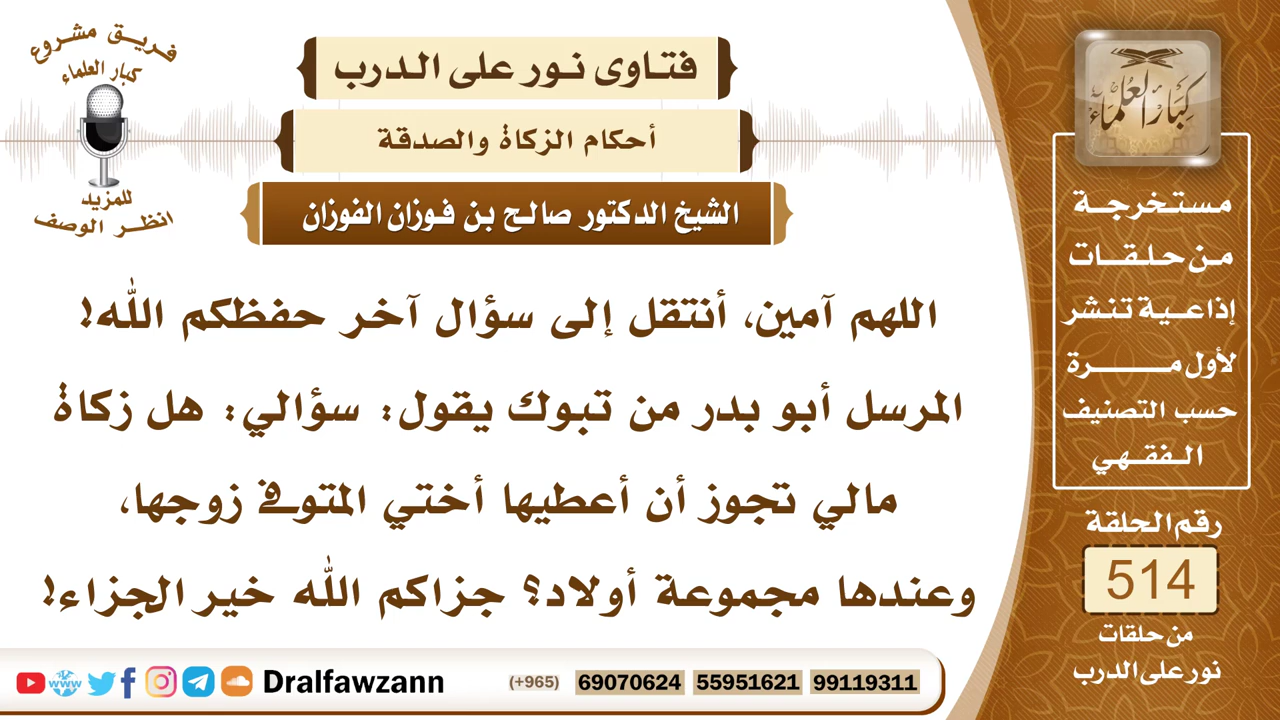 فريق مشروع
كبار العلماء
للمزيد
انظر الوصف
فتاوى نور على الدرب
أحكام الزكاة والصدقة
الشيخ الدكتور صالح بن فوزان الفوزان
اللهم آمين، أنتقل إلى سؤال آخر حفظكم الله!
المرسل أبو بدر من تبوك يقول: سؤالي: هل زكاة
مالي تجوز أن أعطيها أختي المتوفى زوجها،
وعندها مجموعة أولاد؟ جزاكم الله خير الجزاء!
كبار العلماء
مستخرجة
من حلقات
إذاعية تنشر
لأول مرة
حسب التصنيف
الفقهي
رقم الحلقة
514
من حلقات
نور على الدرب
www
Dralfawzann
(+965)
69070624
55951621
99119311